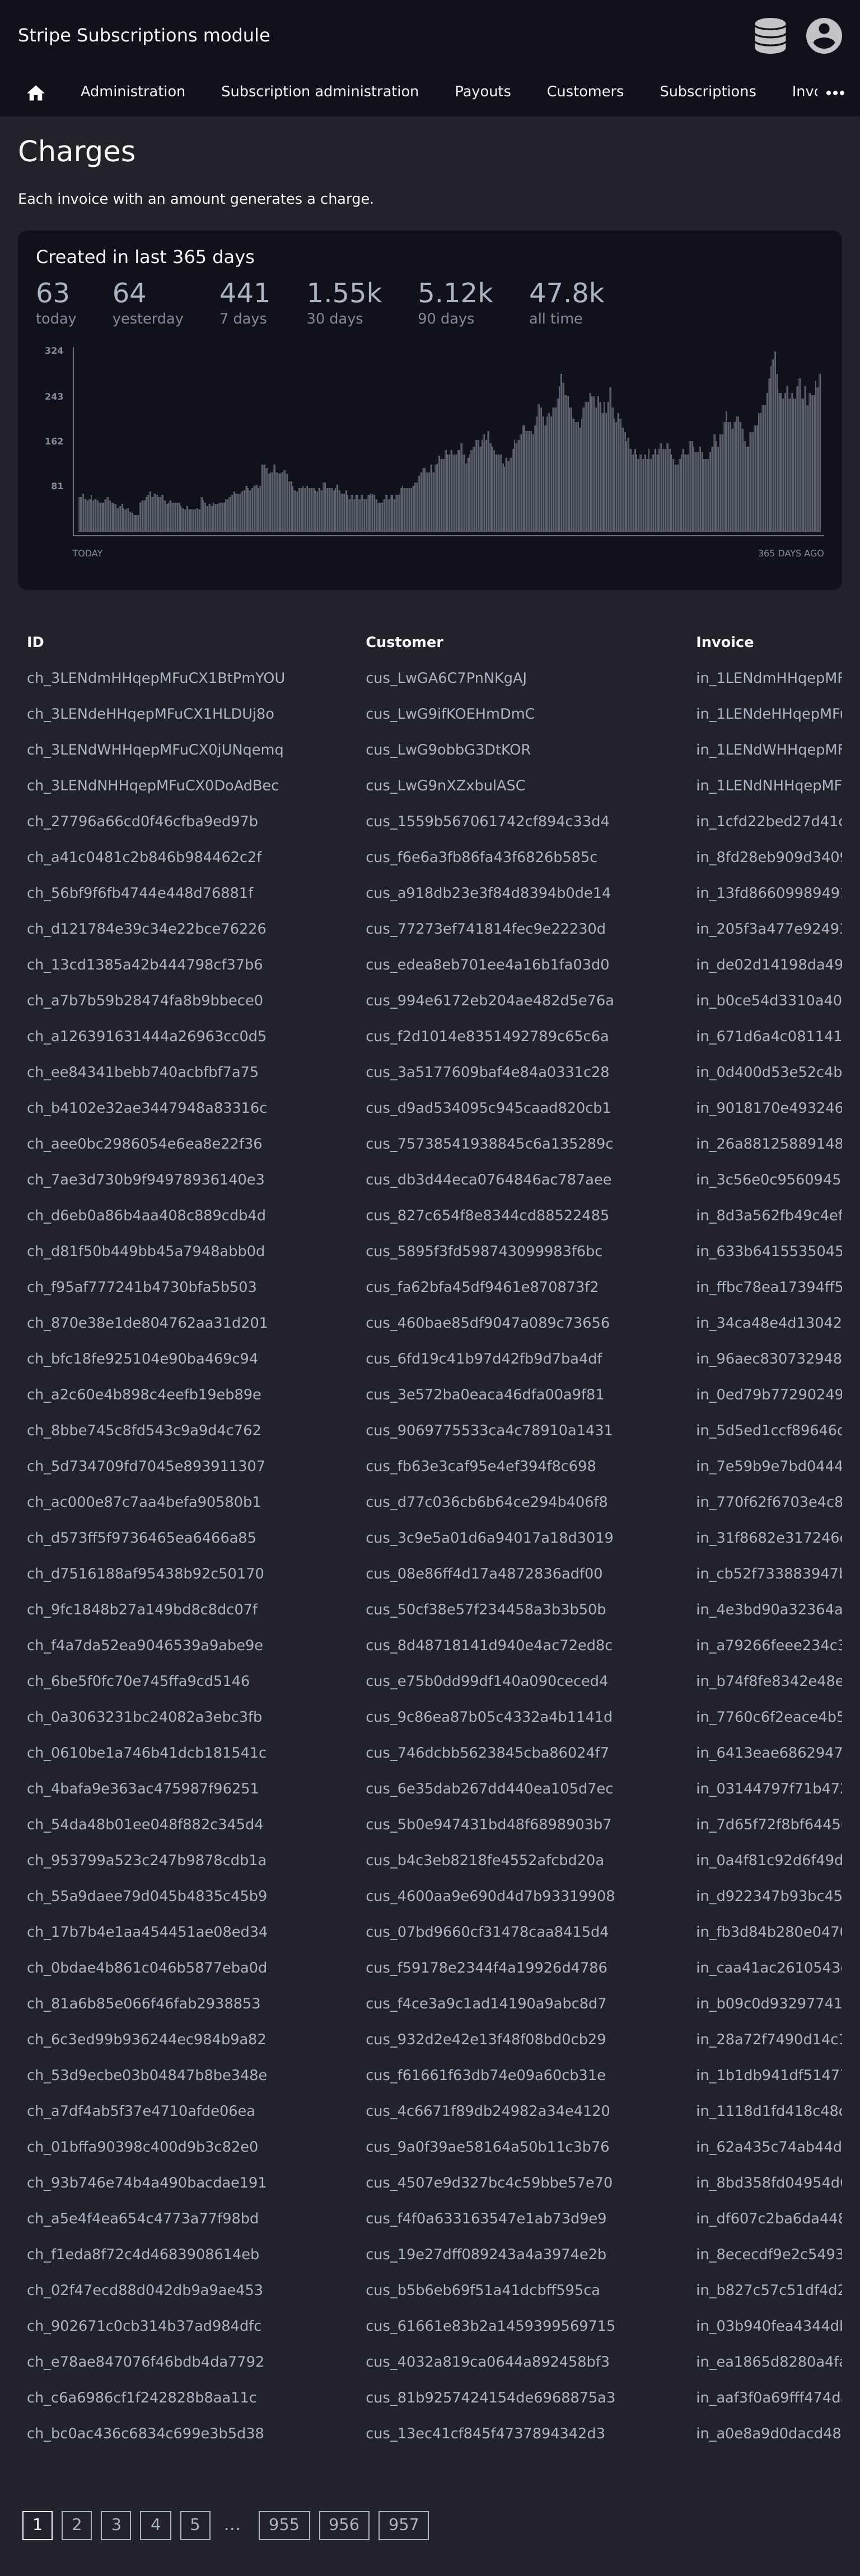 Stripe Subscriptions module
Administration Subscription administration Payouts Customers Subscriptions
Charges
Each invoice with an amount generates a charge.
Created in last 365 days
63 64 441 1.55k 5.12k 47.8k
today yesterday 7 days 30 days 90 days all time
324
243
162
81
TODAY 365 DAYS AGO
ID Customer Invoice
ch_3LENdmHHqepMFuCX1BtPmYOU cus_LwGA6C7PnNKgAJ in_1LENdmHHqepMF
ch_3LENdeHHqepMFuCX1HLDUj8o cus_LwG9ifKOEHmDmC in_1LENdeHHqepMF
ch_3LENdWHHqepMFuCX0jUNqemq cus_LwG9obbG3DtKOR in_1LENdWHHqepMF
ch_3LENdNHHqepMFuCX0DoAdBec cus_LwG9nXZxbulASC in_1LENdNHHqepMF
ch_27796a66cd0f46cfba9ed97b cus_1559b567061742cf894c33d4 in_1cfd22bed27d41
ch_a41c0481c2b846b984462c2f cus_f6e6a3fb86fa43f6826b585c in_8fd28eb909d340
ch_56bf9f6fb4744e448d76881f cus_a918db23e3f84d8394b0de14 in_13fd8660998949
ch_d121784e39c34e22bce76226 cus_77273ef741814fec9e22230d in_205f3a477e9249
ch_13cd1385a42b444798cf37b6 cus_edea8eb701ee4a16b1fa03d0 in_de02d14198da49
ch_a7b7b59b28474fa8b9bbece0 cus_994e6172eb204ae482d5e76a in_b0ce54d3310a40
ch_a126391631444a26963cc0d5 cus_f2d1014e8351492789c65c6a in_671d6a4c081141
ch_ee84341bebb740acbfbf7a75 cus_3a5177609baf4e84a0331c28 in_0d400d53e52c4b
ch_b4102e32ae3447948a83316c cus_d9ad534095c945caad820cb1 in_9018170e493246
ch_aee0bc2986054e6ea8e22f36 cus_75738541938845c6a135289c in_26a88125889148
ch_7ae3d730b9f94978936140e3 cus_db3d44eca0764846ac787aee in_3c56e0c9560945
ch_d6eb0a86b4aa408c889cdb4d cus_827c654f8e8344cd88522485 in_8d3a562fb49c4ef
ch_d81f50b449bb45a7948abb0d cus_5895f3fd598743099983f6bc in_633b6415535045
ch_f95af777241b4730bfa5b503 cus_fa62bfa45df9461e870873f2 in_ffbc78ea17394ff5
ch_870e38e1de804762aa31d201 cus_460bae85df9047a089c73656 in_34ca48e4d13042
ch_bfc18fe925104e90ba469c94 cus_6fd19c41b97d42fb9d7ba4df in_96aec830732948
ch_a2c60e4b898c4eefb19eb89e cus_3e572ba0eaca46dfa00a9f81 in_0ed79b77290249
ch_8bbe745c8fd543c9a9d4c762 cus_9069775533ca4c78910a1431 in_5d5ed1ccf89646
ch_5d734709fd7045e893911307 cus_fb63e3caf95e4ef394f8c698 in_7e59b9e7bd0444
ch_ac000e87c7aa4befa90580b1 cus_d77c036cb6b64ce294b406f8 in_770f62f6703e4c8
ch_d573ff5f9736465ea6466a85 cus_3c9e5a01d6a94017a18d3019 in_31f8682e317246
ch_d7516188af95438b92c50170 cus_08e86ff4d17a4872836adf00 in_cb52f733883947
ch_9fc1848b27a149bd8c8dc07f cus_50cf38e57f234458a3b3b50b in_4e3bd90a32364a
ch_f4a7da52ea9046539a9abe9e cus_8d48718141d940e4ac72ed8c in_a79266feee234c
ch_6be5f0fc70e745ffa9cd5146 cus_e75b0dd99df140a090ceced4 in_b74f8fe8342e48
ch_0a3063231bc24082a3ebc3fb cus_9c86ea87b05c4332a4b1141d in_7760c6f2eace4b5
ch_0610be1a746b41dcb181541c cus_746dcbb5623845cba86024f7 in_6413eae6862947
ch_4bafa9e363ac475987f96251 cus_6e35dab267dd440ea105d7ec in_03144797f71b47
ch_54da48b01ee048f882c345d4 cus_5b0e947431bd48f6898903b7 in_7d65f72f8bf6445
ch_953799a523c247b9878cdb1a cus_b4c3eb8218fe4552afcbd20a in_0a4f81c92d6f49d
ch_55a9daee79d045b4835c45b9 cus_4600aa9e690d4d7b93319908 in_d922347b93bc45
ch_17b7b4e1aa454451ae08ed34 cus_07bd9660cf31478caa8415d4 in_fb3d84b280e047
ch_0bdae4b861c046b5877eba0d cus_f59178e2344f4a19926d4786 in_caa41ac2610543
ch_81a6b85e066f46fab2938853 cus_f4ce3a9c1ad14190a9abc8d7 in_b09c0d93297741
ch_6c3ed99b936244ec984b9a82 cus_932d2e42e13f48f08bd0cb29 in_28a72f7490d14c
ch_53d9ecbe03b04847b8be348e cus_f61661f63db74e09a60cb31e in_1b1db941df5147
ch_a7df4ab5f37e4710afde06ea cus_4c6671f89db24982a34e4120 in_1118d1fd418c48
ch_01bffa90398c400d9b3c82e0 cus_9a0f39ae58164a50b11c3b76 in_62a435c74ab44d
ch_93b746e74b4a490bacdae191 cus_4507e9d327bc4c59bbe57e70 in_8bd358fd04954d
ch_a5e4f4ea654c4773a77f98bd cus_f4f0a633163547e1ab73d9e9 in_df607c2ba6da448
ch_f1eda8f72c4d4683908614eb cus_19e27dff089243a4a3974e2b in_8ececdf9e2c5493
ch_02f47ecd88d042db9a9ae453 cus_b5b6eb69f51a41dcbff595ca in_b827c57c51df4d2
ch_902671c0cb314b37ad984dfc cus_61661e83b2a1459399569715 in_03b940fea4344d
ch_e78ae847076f46bdb4da7792 cus_4032a819ca0644a892458bf3 in_ea1865d8280a4f
ch_c6a6986cf1f242828b8aa11c cus_81b9257424154de6968875a3 in_aaf3f0a69fff474d
ch_bc0ac436c6834c699e3b5d38 cus_13ec41cf845f4737894342d3 in_a0e8a9d0dacd48
1 2 3 4 5 ... 955 956 957